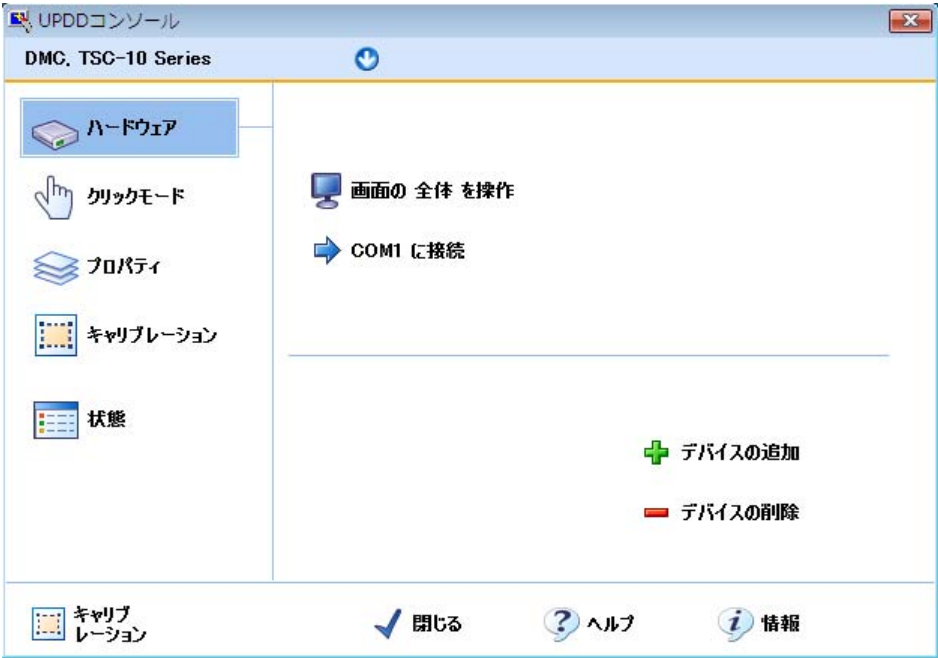 UPDDコンソール
DMC, TSC-10 Series
ハードウェア
クリックモード
プロパティ
キャリブレーション
状態
画面の 全体 を操作
COM1 に接続
デバイスの追加
デバイスの削除
キャリブ
レーション
閉じる
ヘルプ
情報